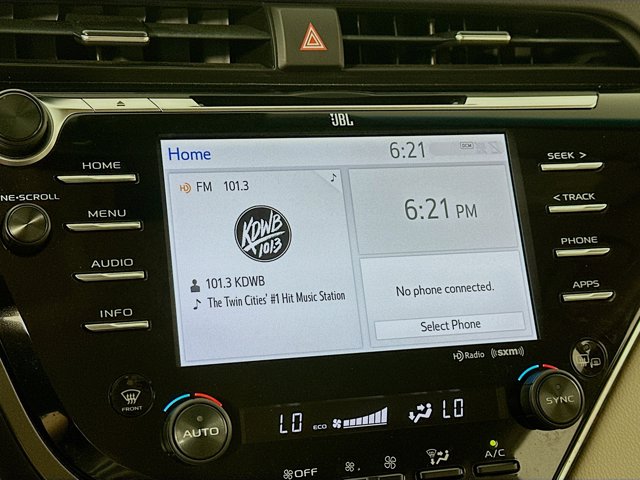 JBL
HOME
NE•SCROLL
MENU
AUDIO
INFO
Home
6:21
DCM
HD FM 101.3
KDWB
101.3
101.3 KDWB
The Twin Cities' #1 Hit Music Station
6:21 PM
No phone connected.
Select Phone
SEEK >
< TRACK
PHONE
APPS
HD Radio
((SXM))
FRONT
AUTO
LO
ECO
LO
SYNC
OFF
A/C